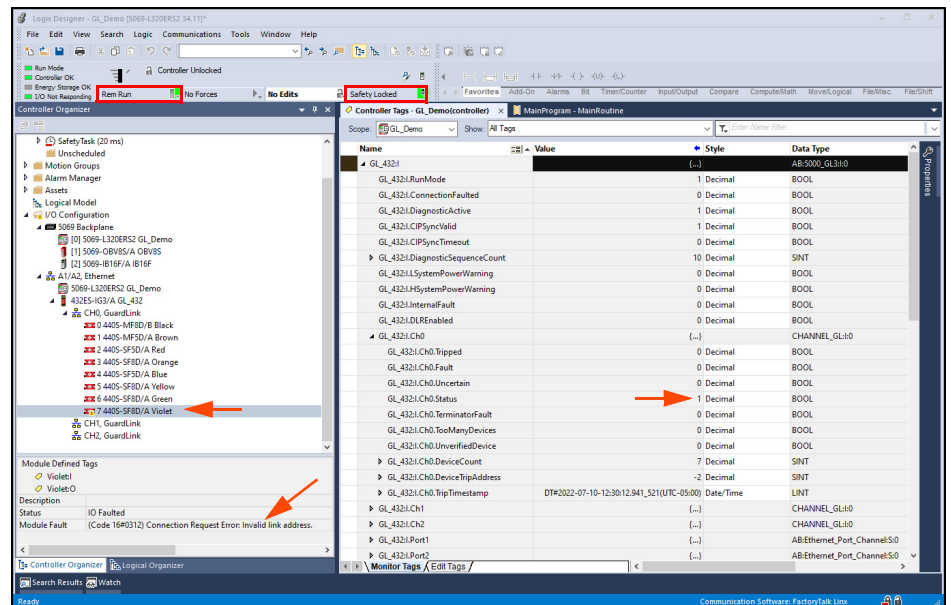 Logix Designer - GL_Demo [5069-L320ERS2 34.11]*
File Edit View Search Logic Communications Tools Window Help
Run Mode
Controller OK
Energy Storage OK
I/O Not Responding
Controller Unlocked
Rem Run
No Forces
No Edits
Safety Locked
Favorites Add-On Alarms Bit Timer/Counter Input/Output Compare Compute/Math Move/Logical File/Misc. File/Shift
Controller Organizer
SafetyTask (20 ms)
Unscheduled
Motion Groups
Alarm Manager
Assets
Logical Model
I/O Configuration
5069 Backplane
[0] 5069-L320ERS2 GL_Demo
[1] 5069-OBV8S/A OBV8S
[2] 5069-IB16F/A IB16F
A1/A2, Ethernet
5069-L320ERS2 GL_Demo
432ES-IG3/A GL_432
CH0, GuardLink
0 440S-MF8D/B Black
1 440S-MF5D/A Brown
2 440S-SF5D/A Red
3 440S-SF8D/A Orange
4 440S-SF5D/A Blue
5 440S-SF8D/A Yellow
6 440S-SF8D/A Green
7 440S-SF8D/A Violet
CH1, GuardLink
CH2, GuardLink
Module Defined Tags
Violet:I
Violet:O
Description
Status IO Faulted
Module Fault (Code 16#0312) Connection Request Error: Invalid link address.
Controller Organizer Logical Organizer
Controller Tags - GL_Demo(controller) MainProgram - MainRoutine
Scope: GL_Demo Show: All Tags Enter Name Filter...
Name Value Style Data Type
GL_432:I {...} AB:5000_GL3:I:0
GL_432:I.RunMode 1 Decimal BOOL
GL_432:I.ConnectionFaulted 0 Decimal BOOL
GL_432:I.DiagnosticActive 1 Decimal BOOL
GL_432:I.CIPSyncValid 1 Decimal BOOL
GL_432:I.CIPSyncTimeout 0 Decimal BOOL
GL_432:I.DiagnosticSequenceCount 10 Decimal SINT
GL_432:I.LSystemPowerWarning 0 Decimal BOOL
GL_432:I.HSystemPowerWarning 0 Decimal BOOL
GL_432:I.InternalFault 0 Decimal BOOL
GL_432:I.DLREnabled 0 Decimal BOOL
GL_432:I.Ch0 {...} CHANNEL_GL:I:0
GL_432:I.Ch0.Tripped 0 Decimal BOOL
GL_432:I.Ch0.Fault 0 Decimal BOOL
GL_432:I.Ch0.Uncertain 0 Decimal BOOL
GL_432:I.Ch0.Status 1 Decimal BOOL
GL_432:I.Ch0.TerminatorFault 0 Decimal BOOL
GL_432:I.Ch0.TooManyDevices 0 Decimal BOOL
GL_432:I.Ch0.UnverifiedDevice 0 Decimal BOOL
GL_432:I.Ch0.DeviceCount 7 Decimal SINT
GL_432:I.Ch0.DeviceTripAddress -2 Decimal SINT
GL_432:I.Ch0.TripTimestamp DT#2022-07-10-12:30:12.941_521(UTC-05:00) Date/Time LINT
GL_432:I.Ch1 {...} CHANNEL_GL:I:0
GL_432:I.Ch2 {...} CHANNEL_GL:I:0
GL_432:I.Port1 {...} AB:Ethernet_Port_Channel:S:0
GL_432:I.Port2 {...} AB:Ethernet_Port_Channel:S:0
Monitor Tags Edit Tags
Properties
Search Results Watch
Ready Communication Software: FactoryTalk Linx